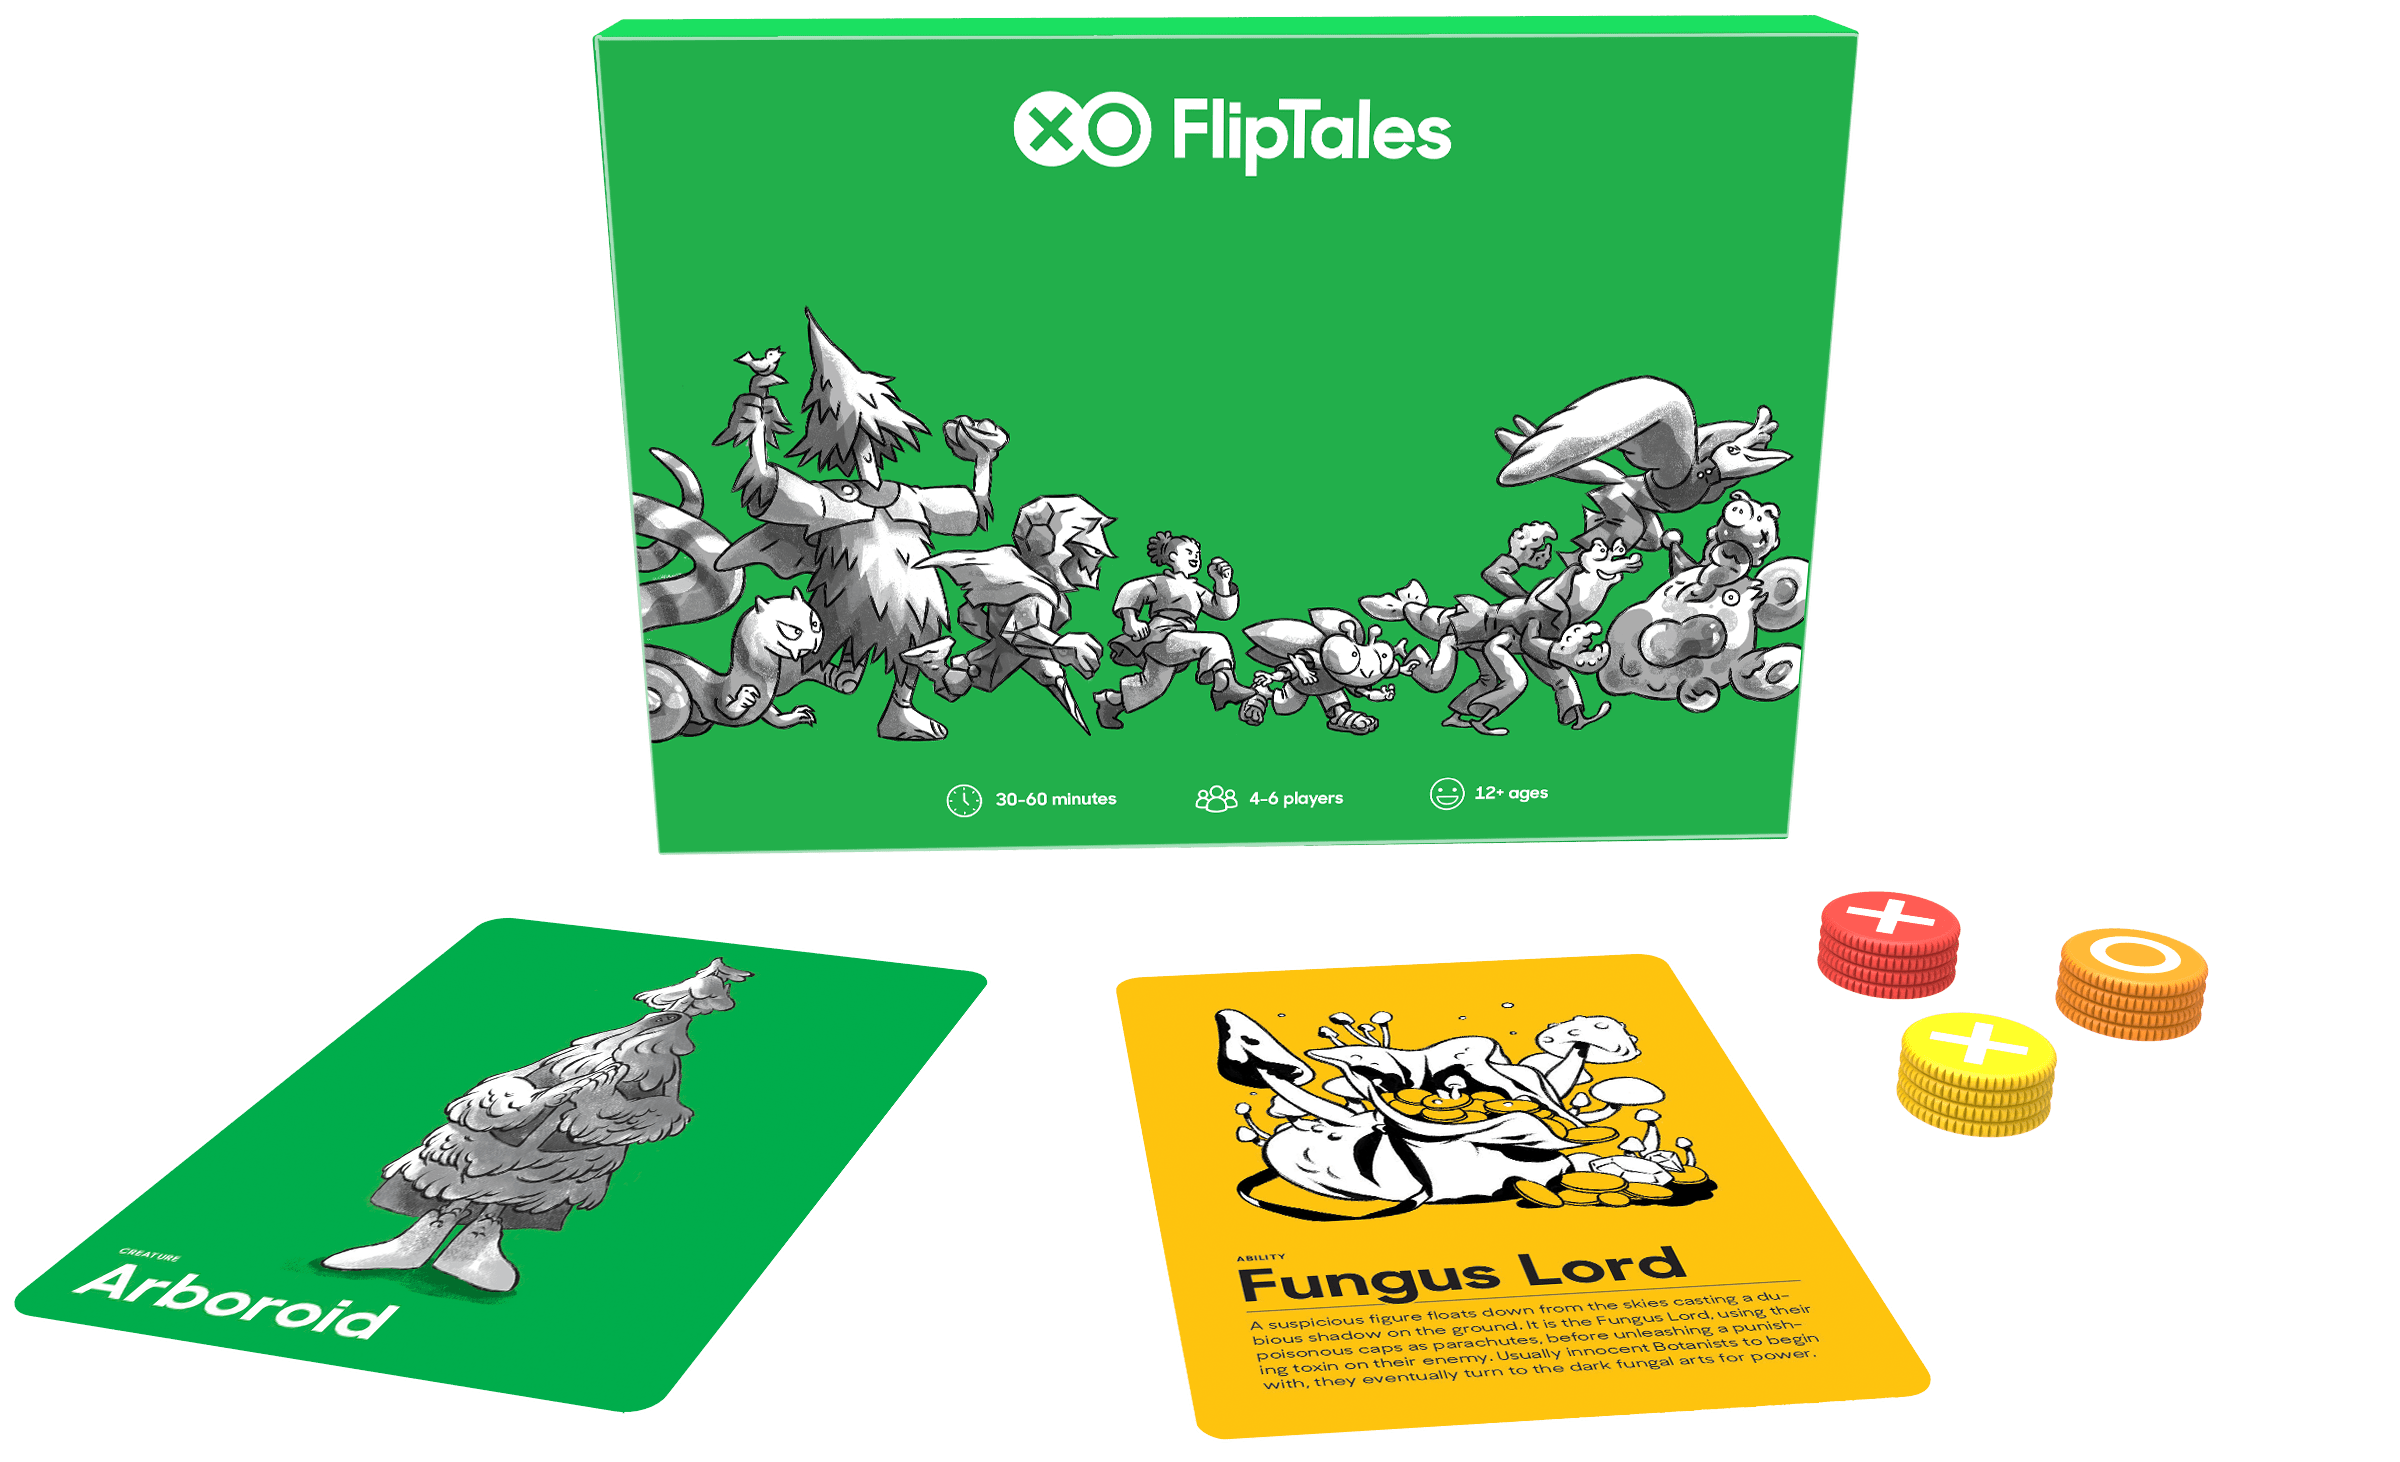 XO FlipTales
30-60 minutes
4-6 players
12+ ages
CREATURE
Arboroid
ABILITY
Fungus Lord
A suspicious figure floats down from the skies casting a du-
bious shadow on the ground. It is the Fungus Lord, using their
poisonous caps as parachutes, before unleashing a punish-
ing toxin on their enemy. Usually innocent Botanists to begin
with, they eventually turn to the dark fungal arts for power.